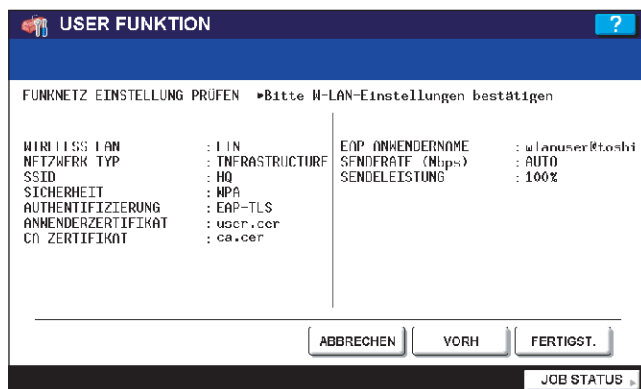 USER FUNKTION
?
FUNKNETZ EINSTELLUNG PRÜFEN ►Bitte W-LAN-Einstellungen bestätigen
WIRELESS LAN : EIN
NETZWERK TYP : INFRASTRUCTURE
SSID : HQ
SICHERHEIT : WPA
AUTHENTIFIZIERUNG : EAP-TLS
ANWENDERZERTIFIKAT : user.cer
CA ZERTIFIKAT : ca.cer
EAP ANWENDERNAME : wlanuser@toshi
SENDERATE (Mbps) : AUTO
SENDELEISTUNG : 100%
ABBRECHEN
VORH
FERTIGST.
JOB STATUS